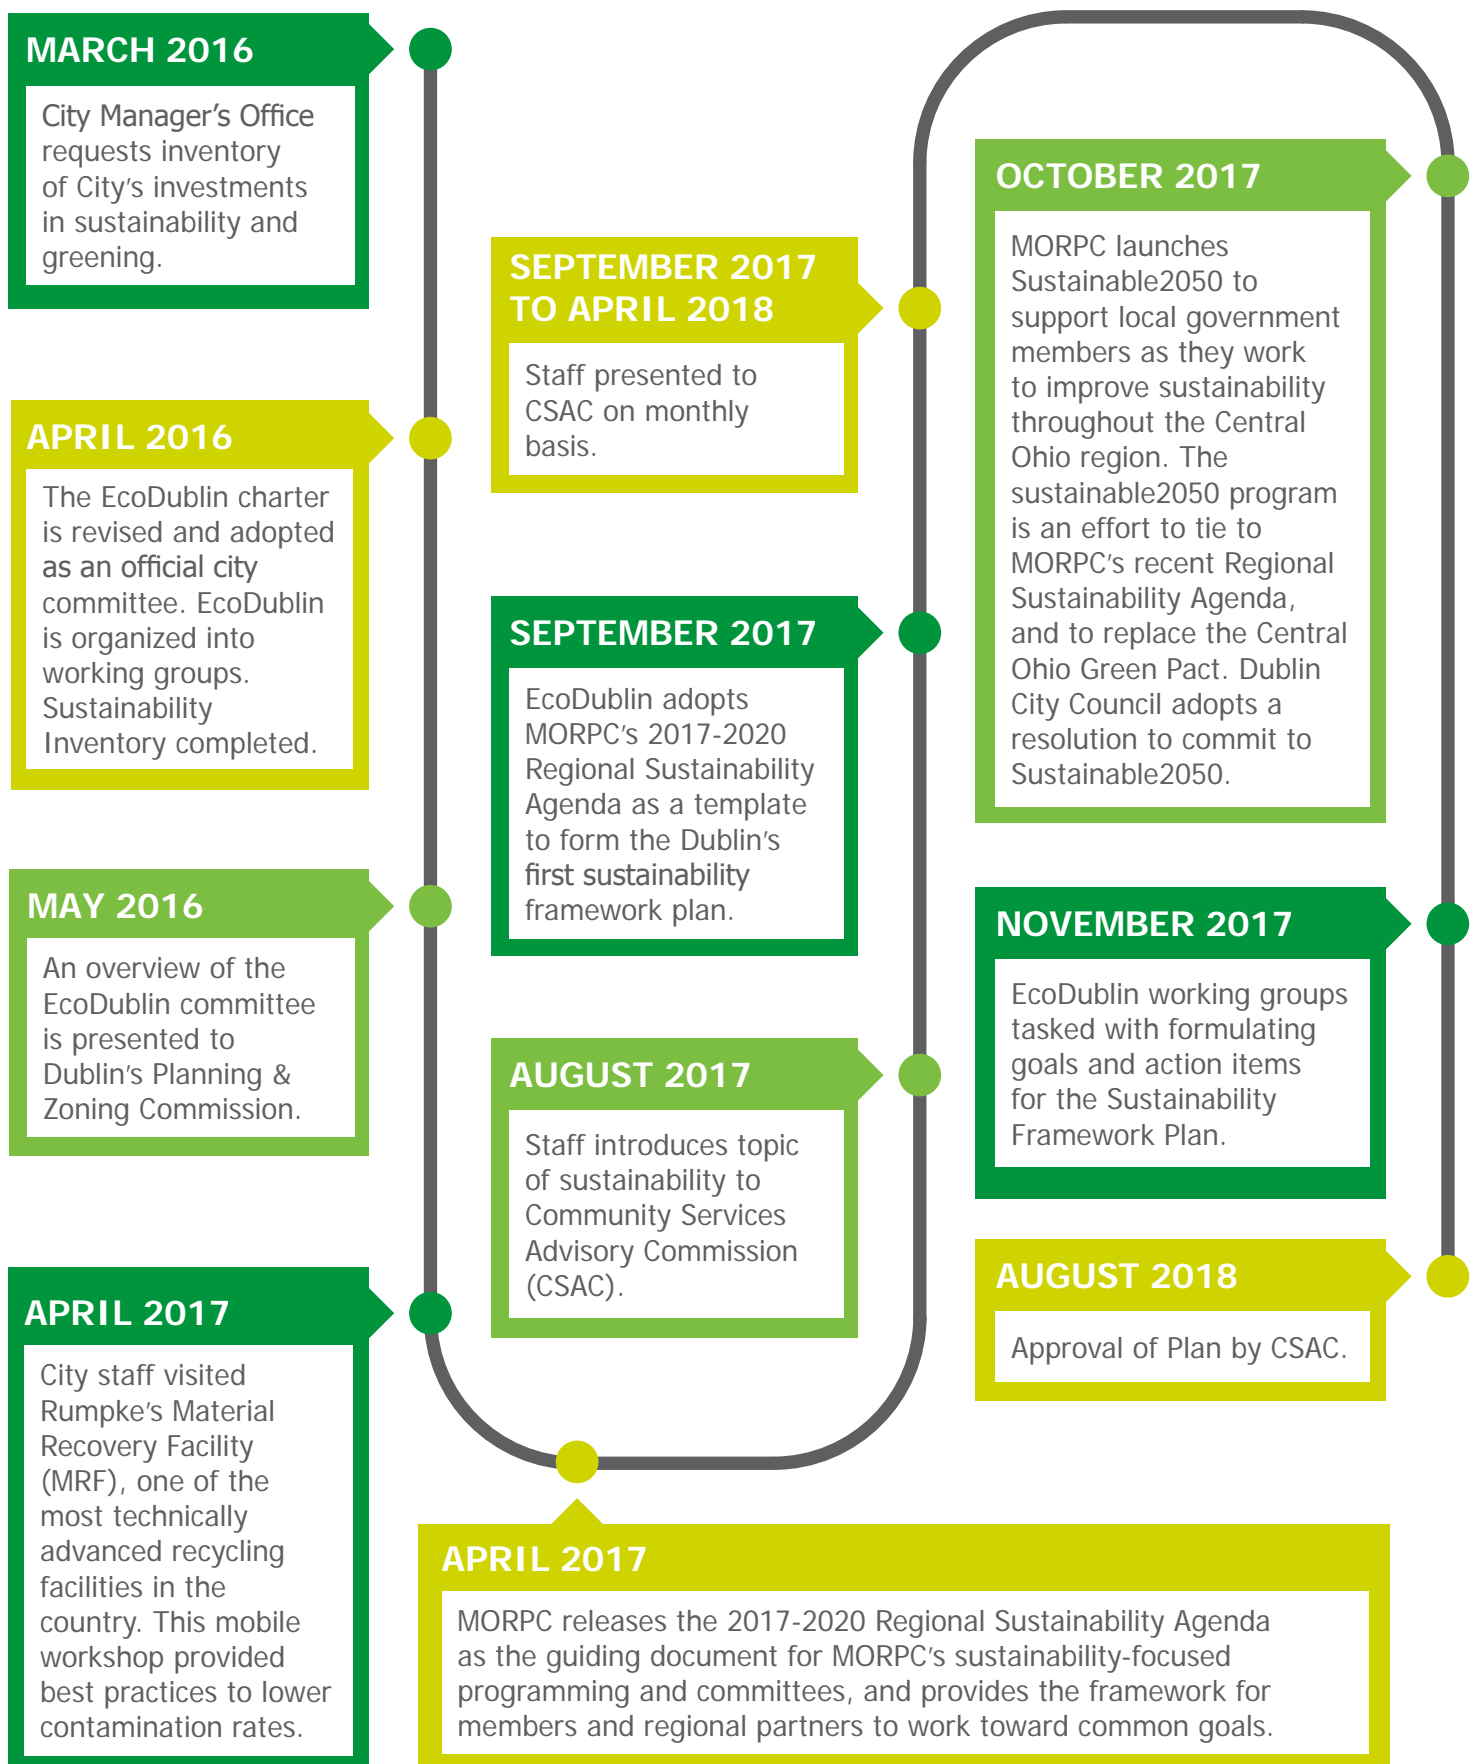 MARCH 2016
City Manager's Office
requests inventory
of City's investments
in sustainability and
greening.
APRIL 2016
The EcoDublin charter
is revised and adopted
as an official city
committee. EcoDublin
is organized into
working groups.
Sustainability
Inventory completed.
MAY 2016
An overview of the
EcoDublin committee
is presented to
Dublin's Planning &
Zoning Commission.
APRIL 2017
City staff visited
Rumpke's Material
Recovery Facility
(MRF), one of the
most technically
advanced recycling
facilities in the
country. This mobile
workshop provided
best practices to lower
contamination rates.
APRIL 2017
MORPC releases the 2017-2020 Regional Sustainability Agenda
as the guiding document for MORPC's sustainability-focused
programming and committees, and provides the framework for
members and regional partners to work toward common goals.
AUGUST 2017
Staff introduces topic
of sustainability to
Community Services
Advisory Commission
(CSAC).
SEPTEMBER 2017
EcoDublin adopts
MORPC's 2017-2020
Regional Sustainability
Agenda as a template
to form the Dublin's
first sustainability
framework plan.
SEPTEMBER 2017
TO APRIL 2018
Staff presented to
CSAC on monthly
basis.
OCTOBER 2017
MORPC launches
Sustainable2050 to
support local government
members as they work
to improve sustainability
throughout the Central
Ohio region. The
sustainable2050 program
is an effort to tie to
MORPC's recent Regional
Sustainability Agenda,
and to replace the Central
Ohio Green Pact. Dublin
City Council adopts a
resolution to commit to
Sustainable2050.
NOVEMBER 2017
EcoDublin working groups
tasked with formulating
goals and action items
for the Sustainability
Framework Plan.
AUGUST 2018
Approval of Plan by CSAC.